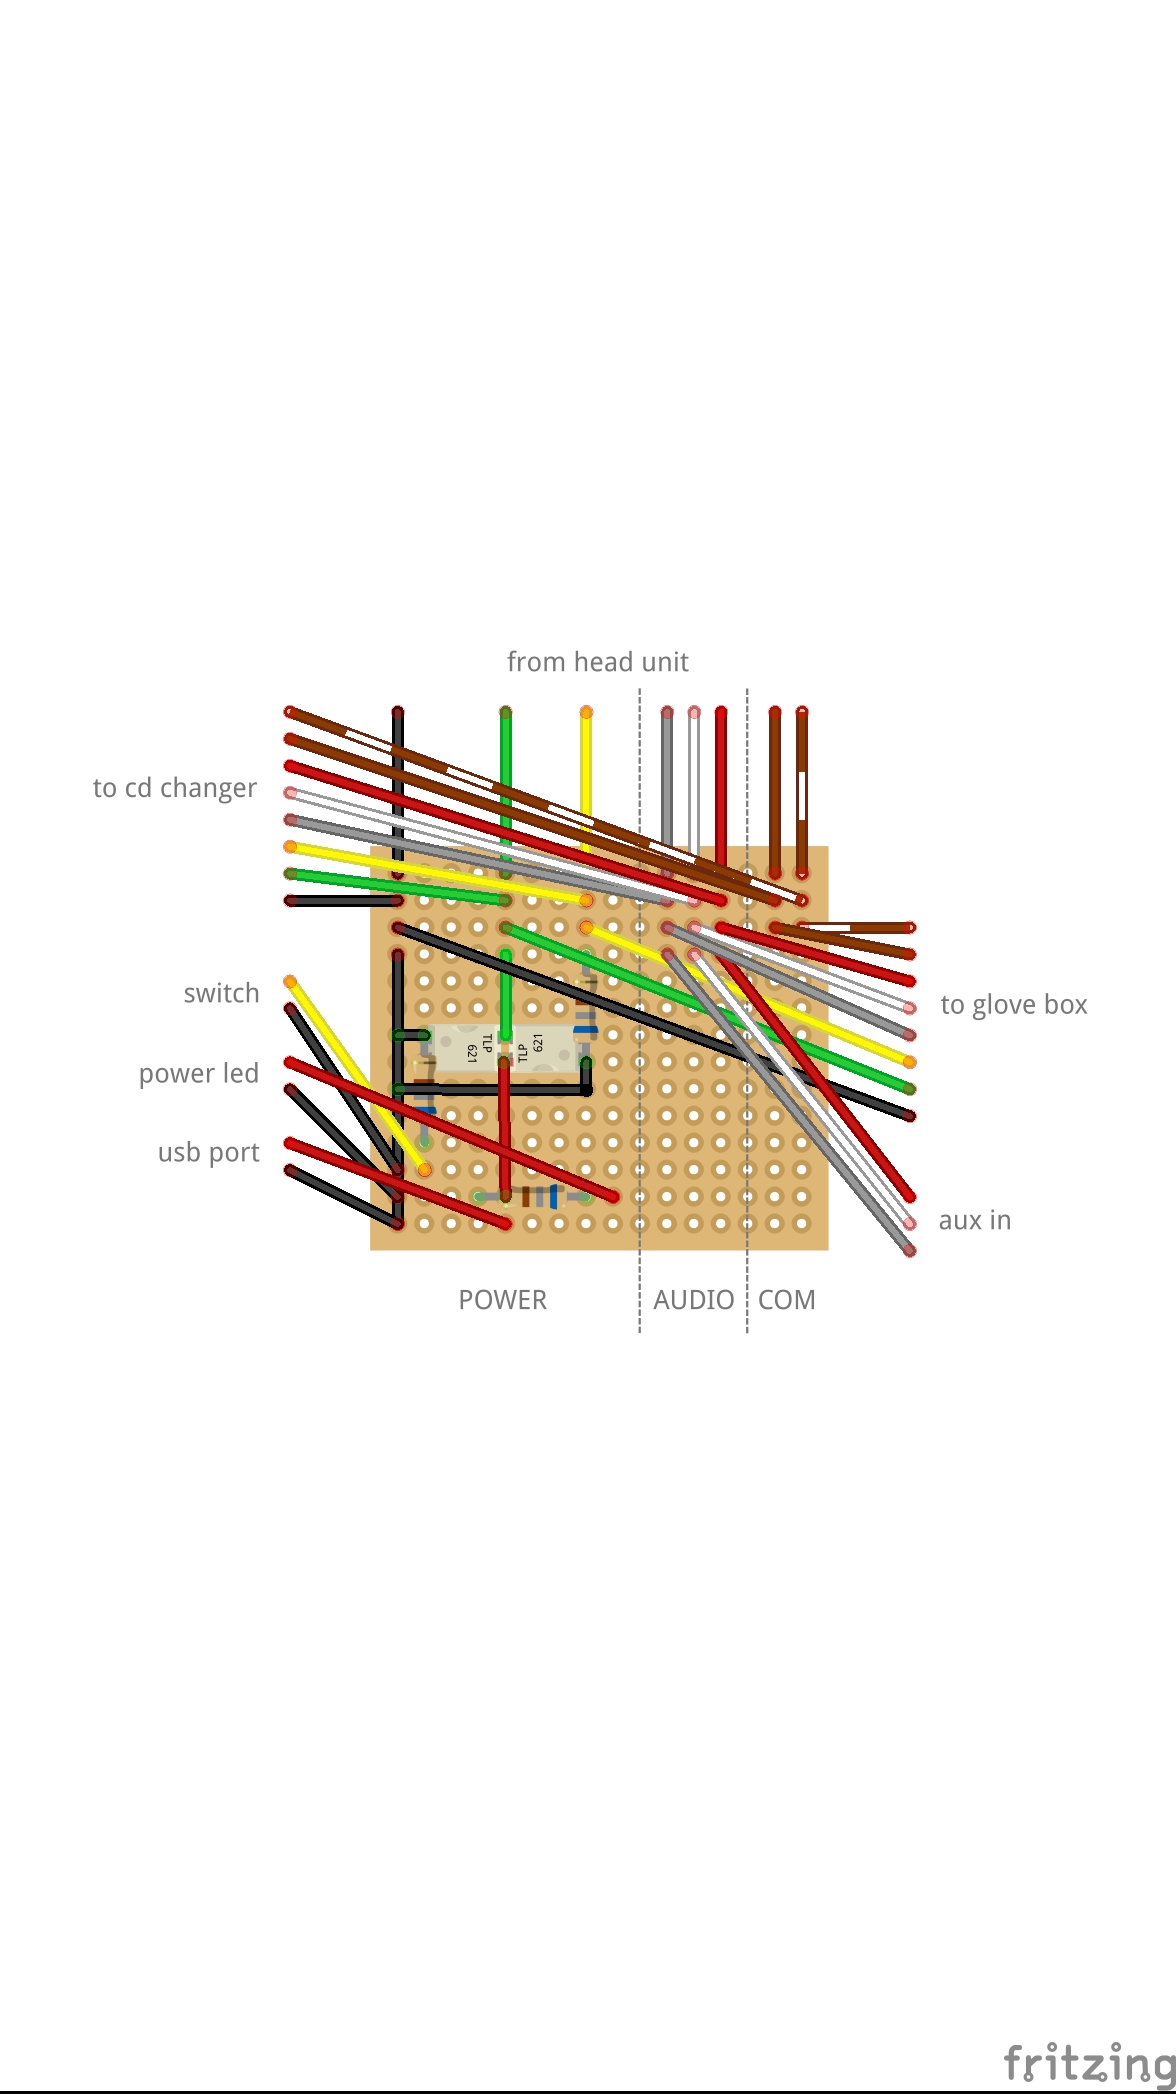 from head unit
to cd changer
switch
to glove box
TLP
621
TLP
621
power led
usb port
aux in
POWER
AUDIO
COM
fritzing